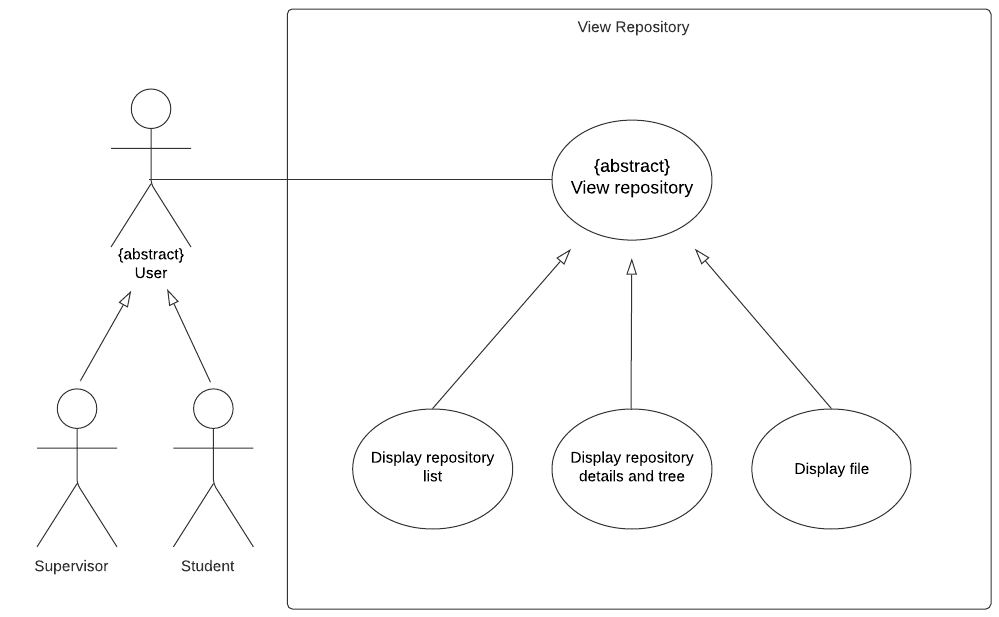 View Repository
{abstract}
View repository
{abstract}
User
Display repository
list
Display repository
details and tree
Display file
Supervisor
Student